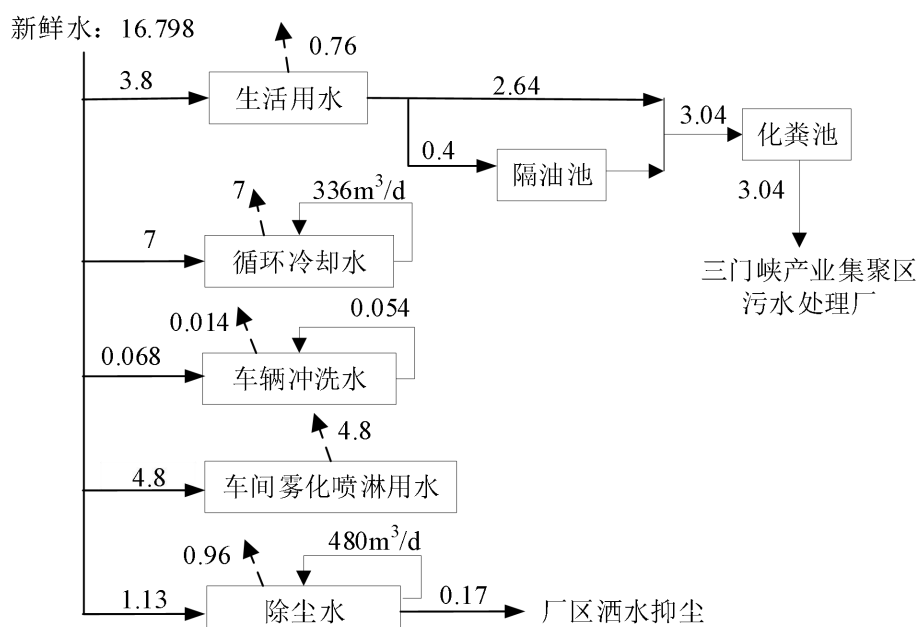 新鲜水：16.798
0.76
3.8
生活用水
2.64
3.04
化粪池
0.4
隔油池
3.04
7
336m³/d
7
循环冷却水
三门峡产业集聚区
污水处理厂
0.014
0.054
0.068
车辆冲洗水
4.8
4.8
车间雾化喷淋用水
0.96
480m³/d
1.13
除尘水
0.17
厂区洒水抑尘